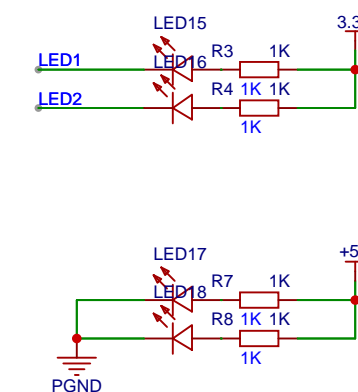 LED15
3.3
LED1
LED16
R3 1K
LED2
R4 1K 1K
1K
LED17
+5
LED18
R7 1K
R8 1K 1K
1K
PGND